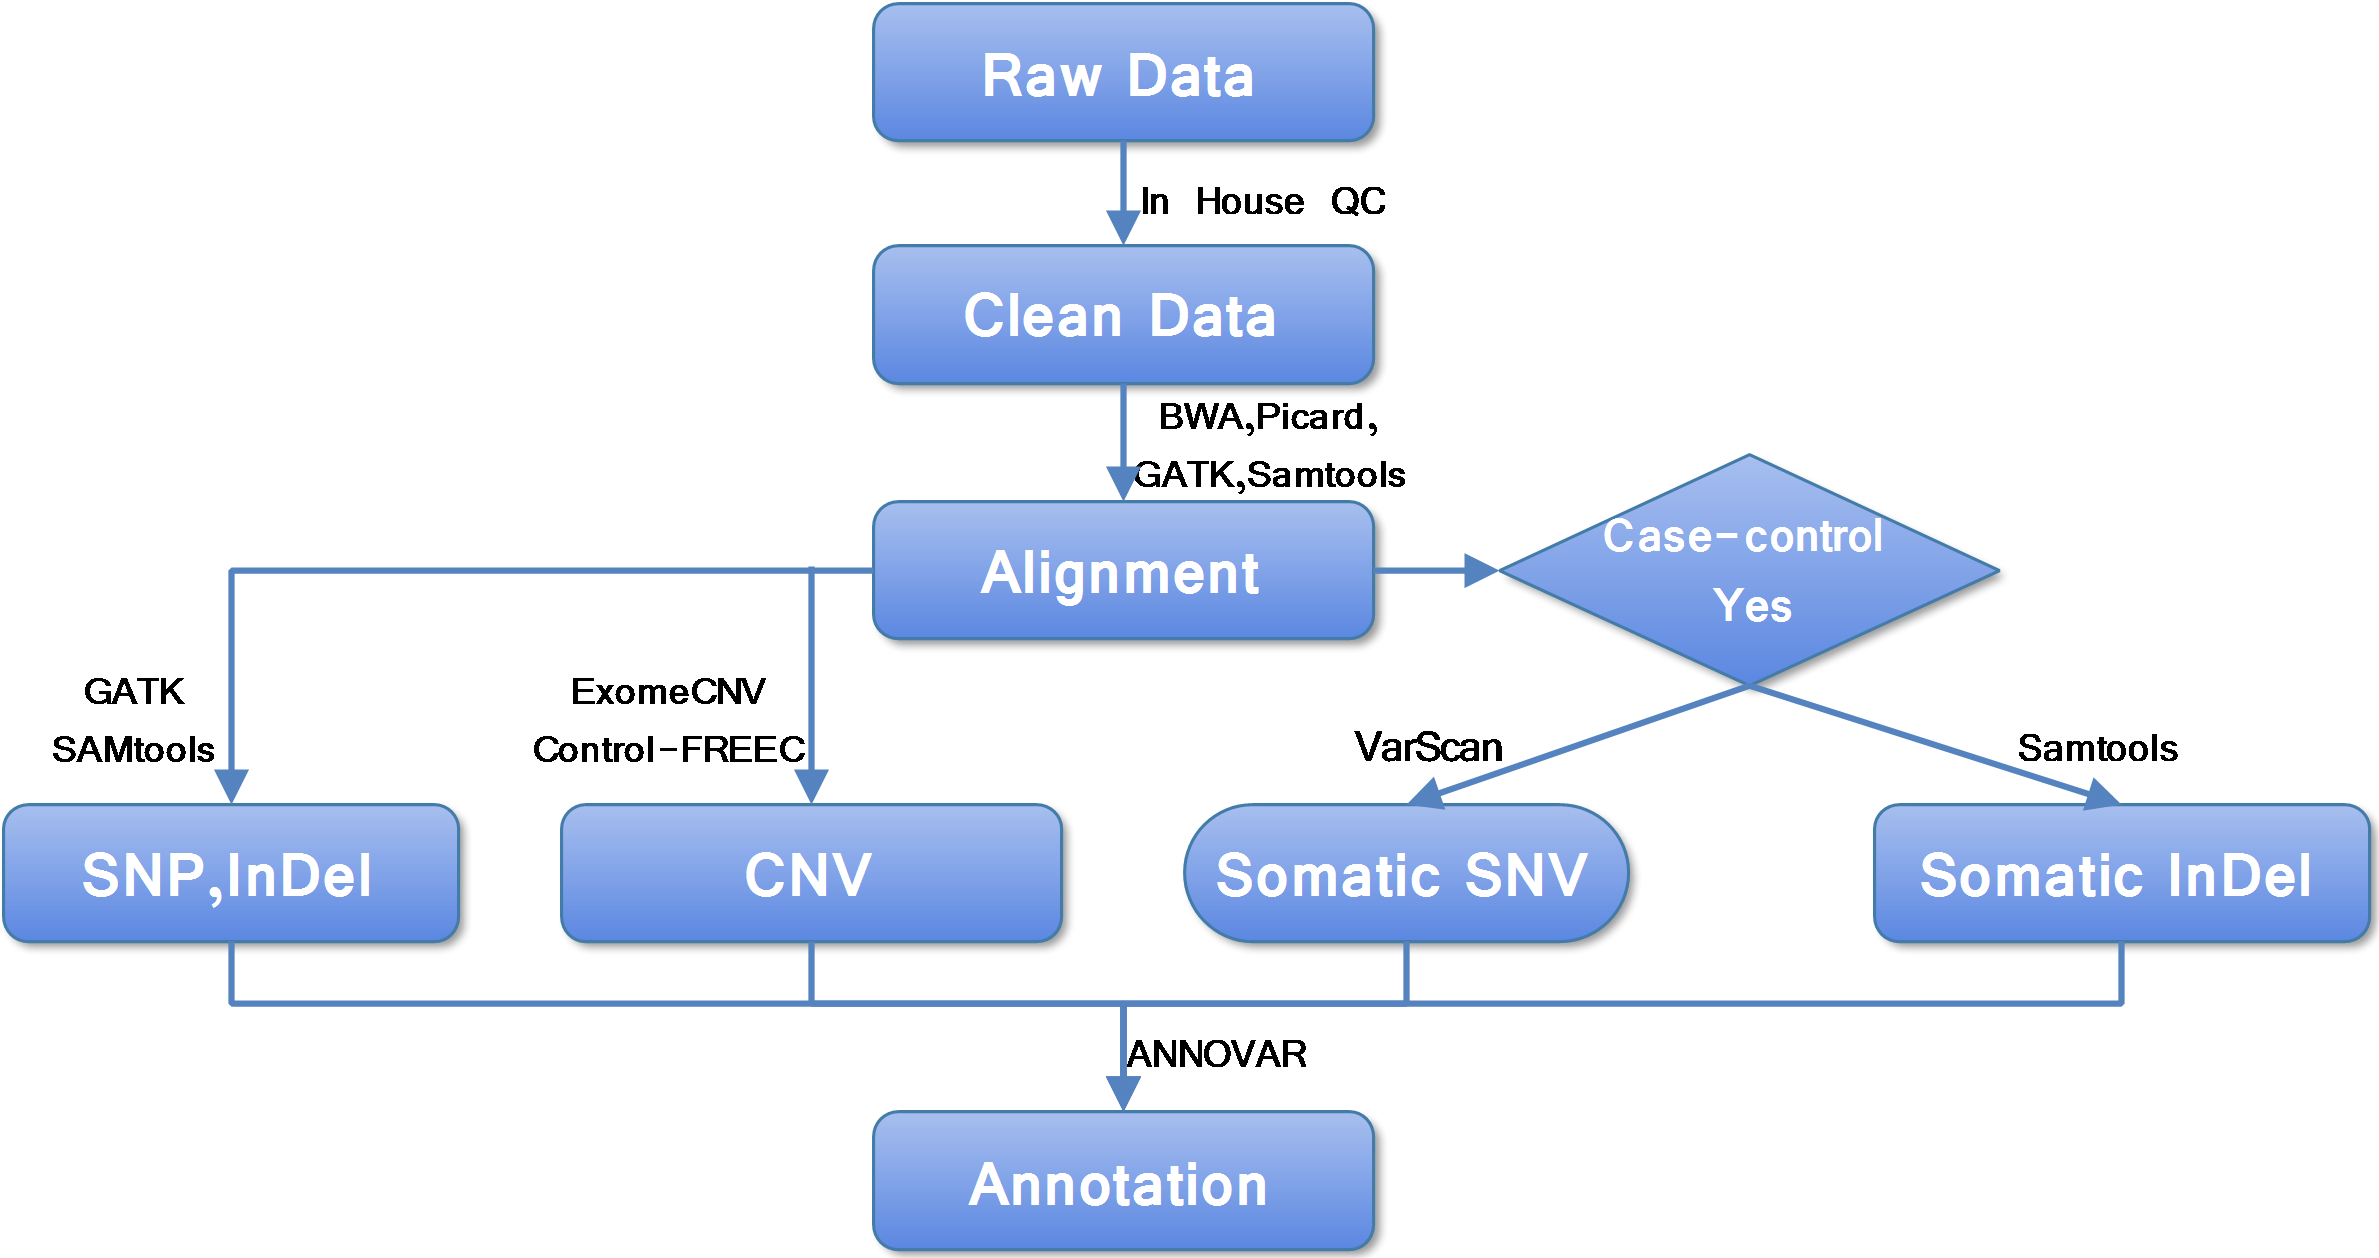 Raw Data
In House QC
Clean Data
BWA,Picard,
GATK,Samtools
Alignment
Case-control
Yes
GATK
SAMtools
ExomeCNV
Control-FREEC
VarScan
Samtools
SNP,InDel
CNV
Somatic SNV
Somatic InDel
ANNOVAR
Annotation